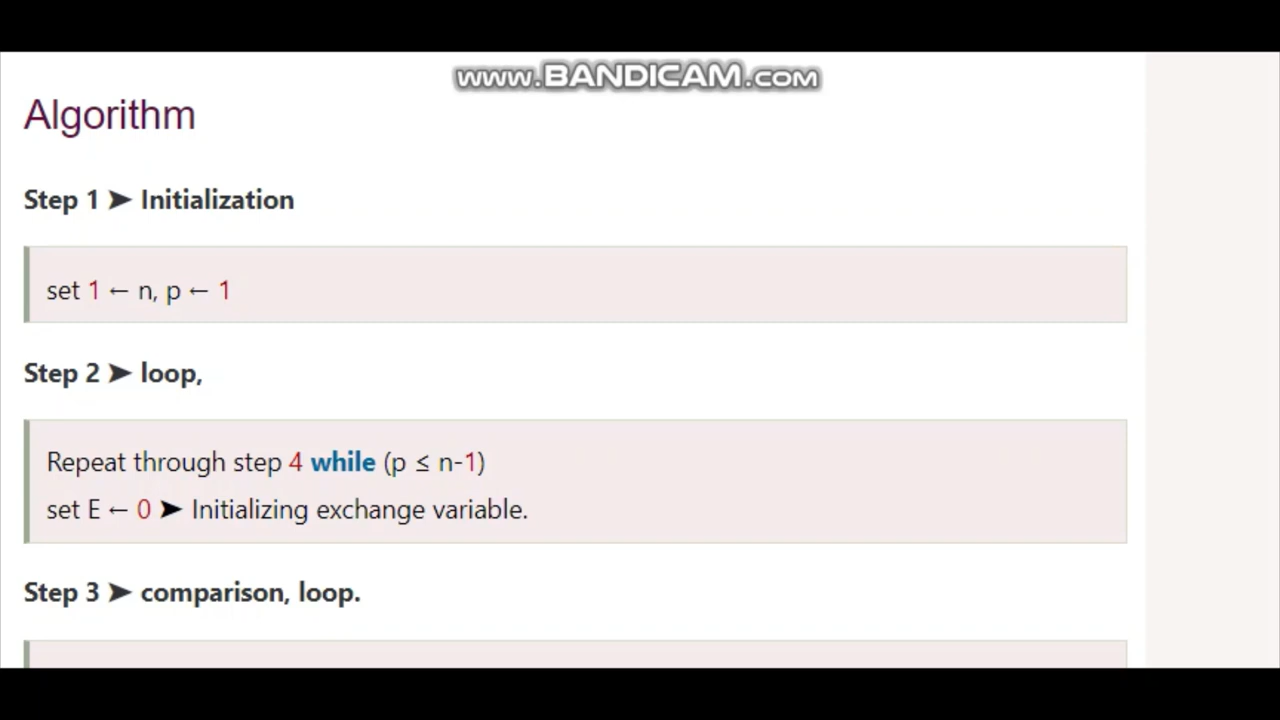 www.BANDICAM.com
Algorithm
Step 1 ➤ Initialization
set 1 ← n, p ← 1
Step 2 ➤ loop,
Repeat through step 4 while (p ≤ n-1)
set E ← 0 ➤ Initializing exchange variable.
Step 3 ➤ comparison, loop.